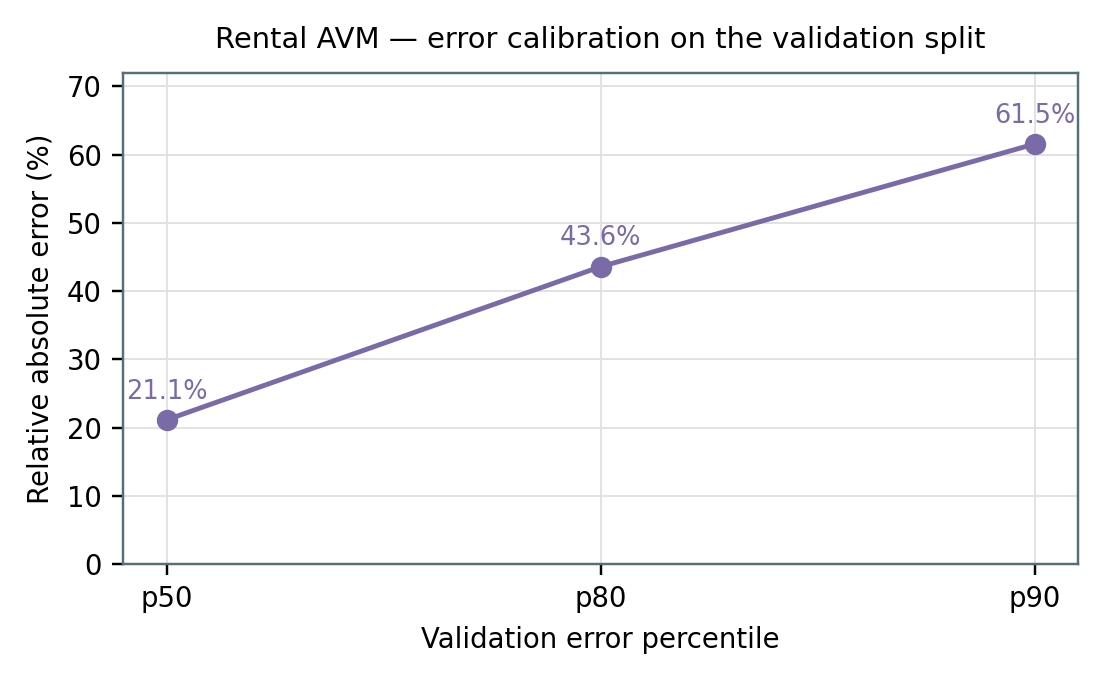 Rental AVM — error calibration on the validation split
Relative absolute error (%)
70
60
50
40
30
20
10
0
21.1%
43.6%
61.5%
p50
p80
p90
Validation error percentile